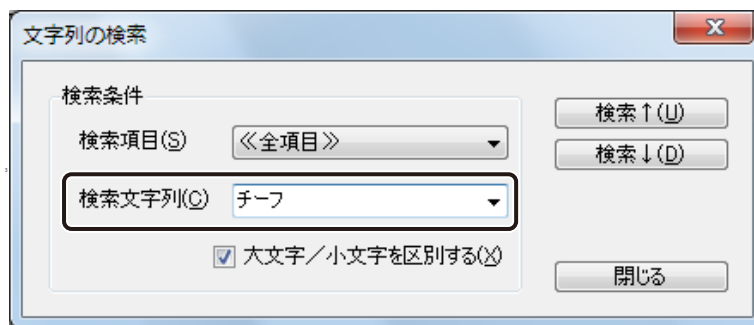 文字列の検索
検索条件
検索項目(S) ≪全項目≫
検索文字列(C) チーフ
大文字／小文字を区別する(X)
検索↑(U)
検索↓(D)
閉じる